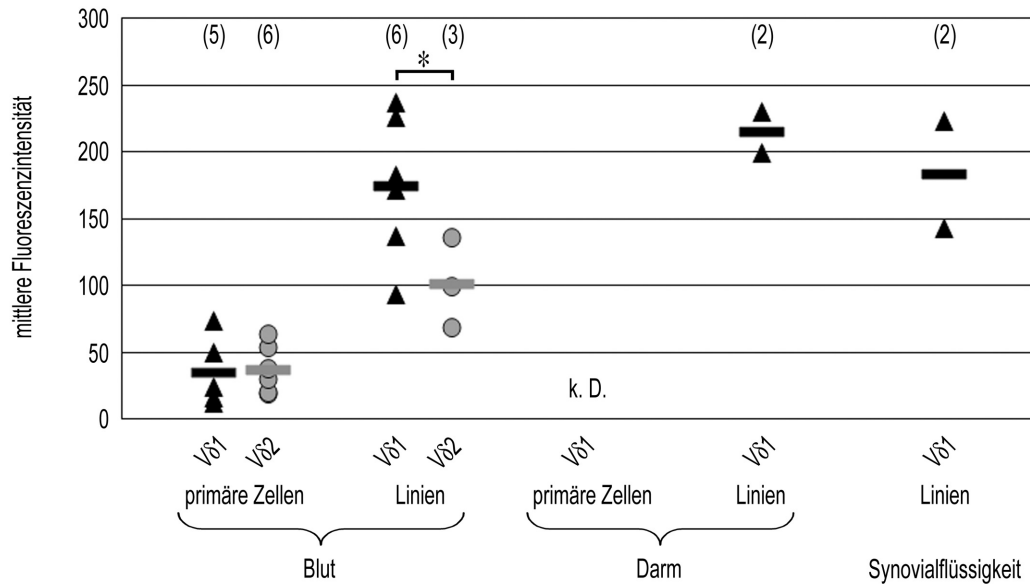 300
250
200
150
100
50
0
mittlere Fluoreszenzintensität
(5) (6) (6) (3) (2) (2)
*
k. D.
Vδ1 Vδ2 Vδ1 Vδ2 Vδ1 Vδ1 Vδ1
primäre Zellen Linien primäre Zellen Linien Linien
Blut Darm Synovialflüssigkeit